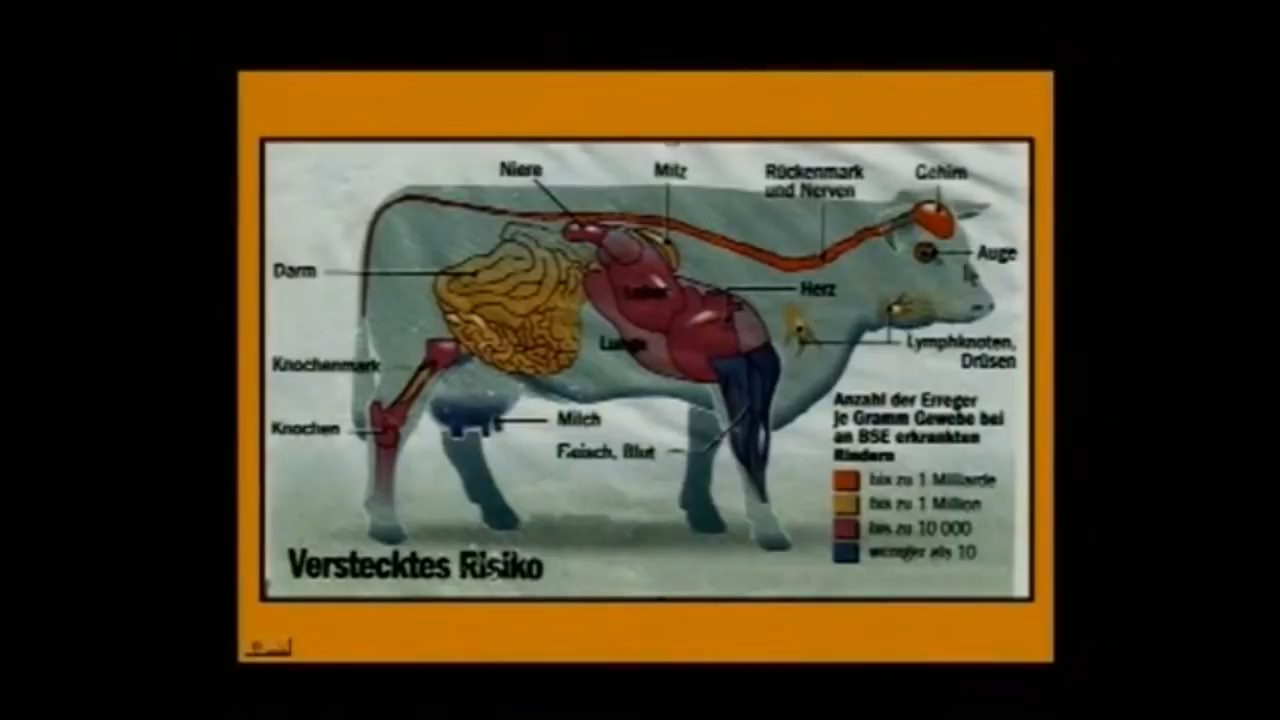 Niere
Milz
Rückenmark
und Nerven
Gehirn
Darm
Auge
Leber
Herz
Lunge
Lymphknoten,
Drüsen
Knochenmark
Knochen
Milch
Fleisch, Blut
Anzahl der Erreger
je Gramm Gewebe bei
an BSE erkrankten
Rindern
bis zu 1 Milliarde
bis zu 1 Million
bis zu 10 000
weniger als 10
Verstecktes Risiko